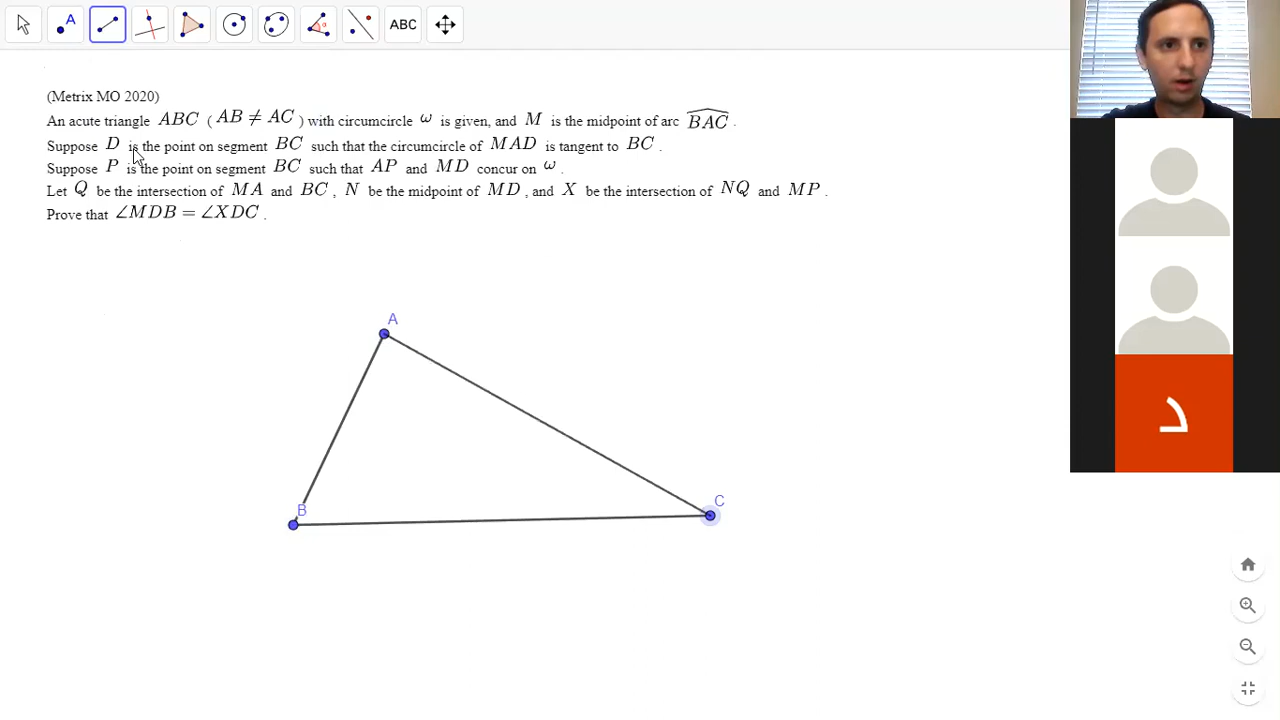 A
ABC
(Metrix MO 2020)
An acute triangle ABC ( AB ≠ AC ) with circumcircle ω is given, and M is the midpoint of arc \widehat{BAC} .
Suppose D is the point on segment BC such that the circumcircle of MAD is tangent to BC .
Suppose P is the point on segment BC such that AP and MD concur on ω .
Let Q be the intersection of MA and BC , N be the midpoint of MD , and X be the intersection of NQ and MP .
Prove that ∠MDB = ∠XDC .
A
B
C
ז